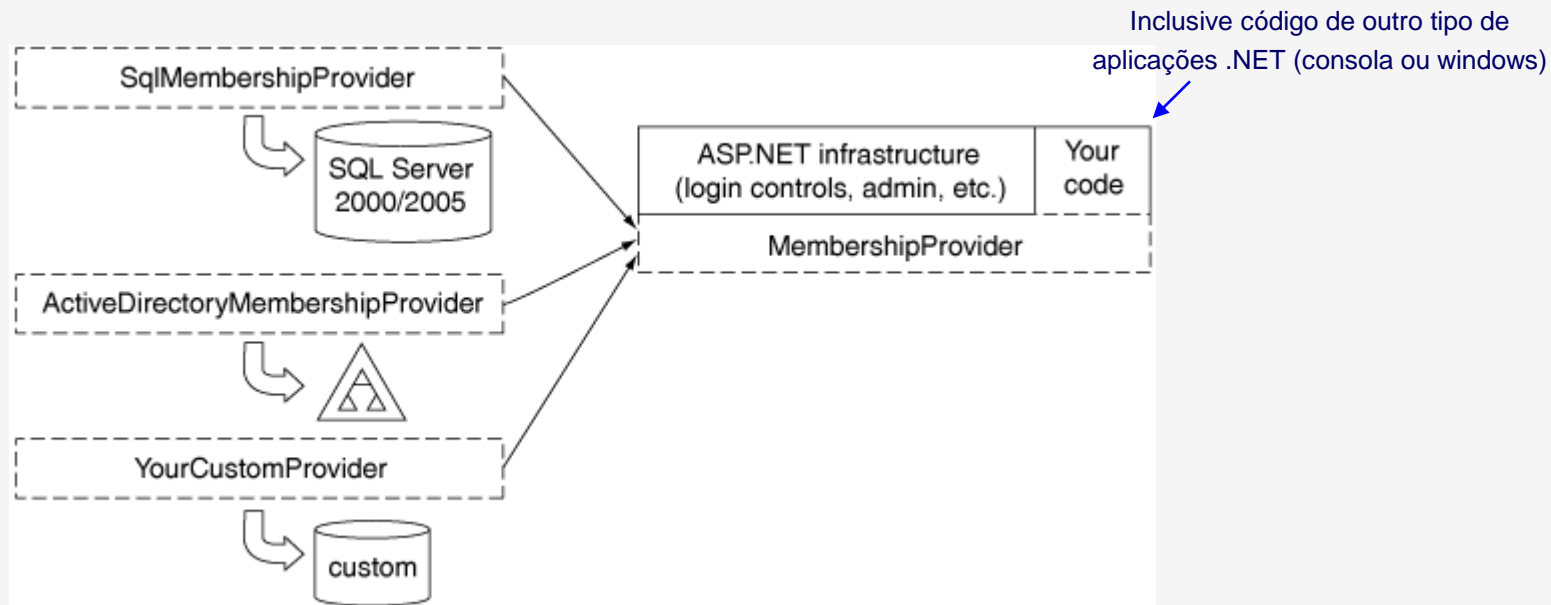 Inclusive código de outro tipo de
aplicações .NET (consola ou windows)
SqlMembershipProvider
SQL Server
2000/2005
ASP.NET infrastructure
(login controls, admin, etc.)
Your
code
MembershipProvider
ActiveDirectoryMembershipProvider
YourCustomProvider
custom